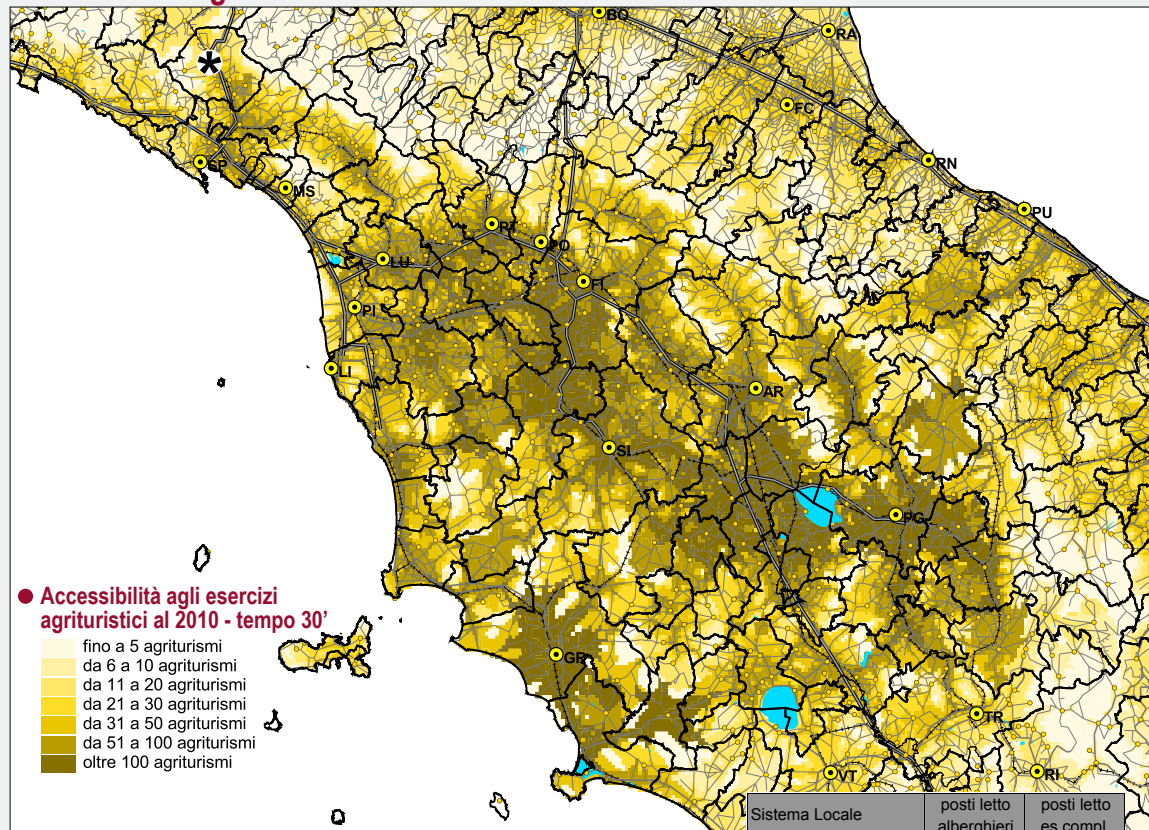 BO
RA
*
FC
SP
RN
MS
PU
PT
PO
LU
FI
PI
LI
AR
SI
PG
Accessibilità agli esercizi
agrituristici al 2010 - tempo 30’
fino a 5 agriturismi
da 6 a 10 agriturismi
da 11 a 20 agriturismi
da 21 a 30 agriturismi
da 31 a 50 agriturismi
da 51 a 100 agriturismi
oltre 100 agriturismi
GR
TR
VT
RI
Sistema Locale
posti letto
alberghieri
posti letto
es compl